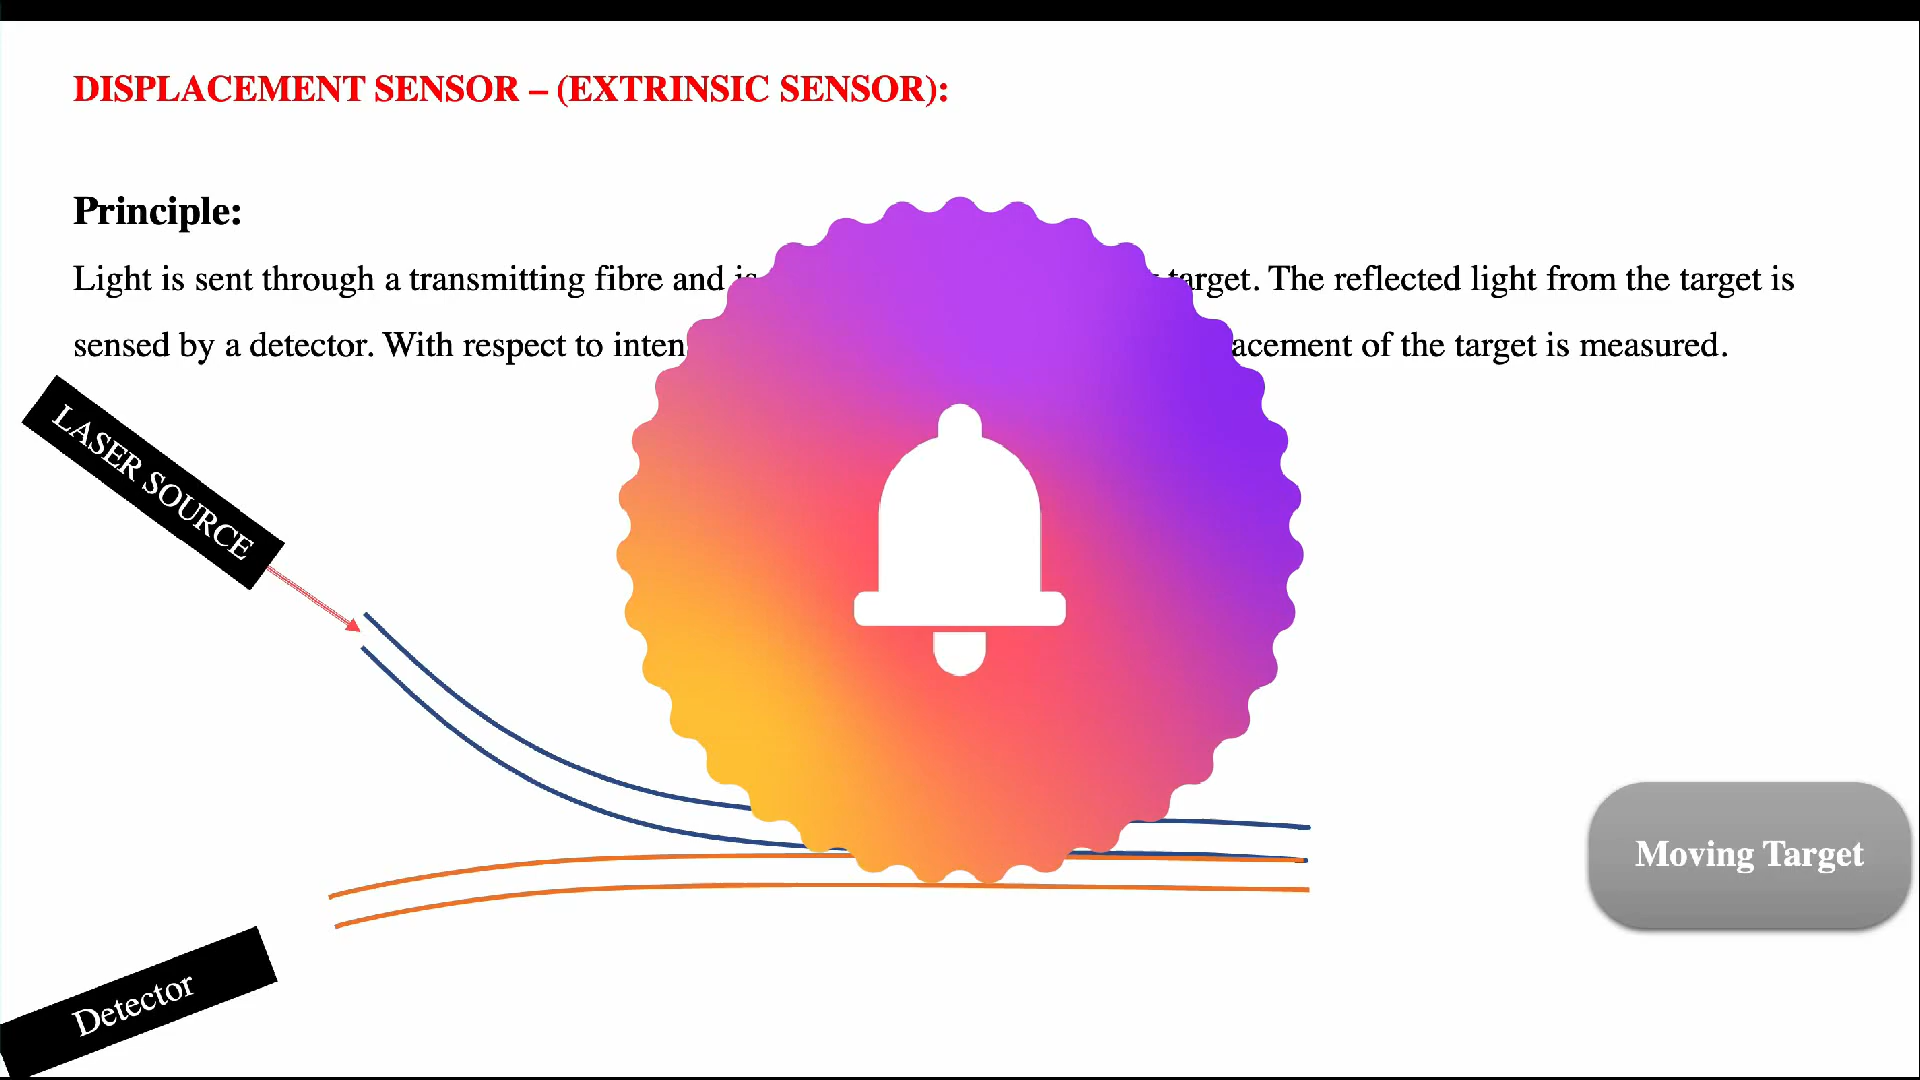 DISPLACEMENT SENSOR – (EXTRINSIC SENSOR):
Principle:
Light is sent through a transmitting fibre and is target. The reflected light from the target is
sensed by a detector. With respect to inten acement of the target is measured.
LASER SOURCE
Moving Target
Detector